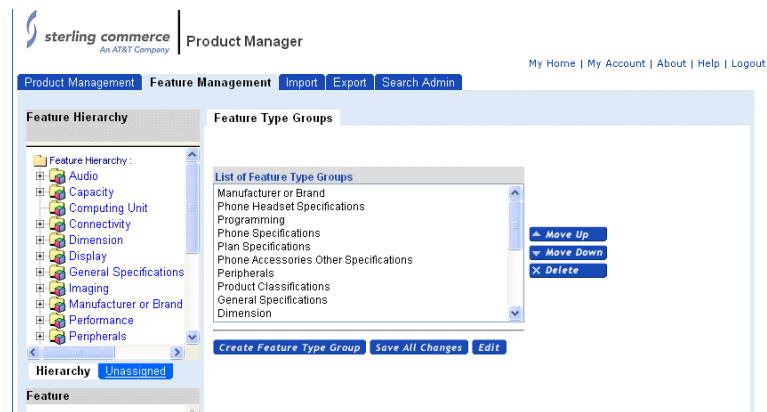 sterling commerce
An AT&T Company
Product Manager
My Home | My Account | About | Help | Logout
Product Management
Feature Management
Import
Export
Search Admin
Feature Hierarchy
Feature Hierarchy :
Audio
Capacity
Computing Unit
Connectivity
Dimension
Display
General Specifications
Imaging
Manufacturer or Brand
Performance
Peripherals
Hierarchy
Unassigned
Feature
Feature Type Groups
List of Feature Type Groups
Manufacturer or Brand
Phone Headset Specifications
Programming
Phone Specifications
Plan Specifications
Phone Accessories Other Specifications
Peripherals
Product Classifications
General Specifications
Dimension
Move Up
Move Down
Delete
Create Feature Type Group
Save All Changes
Edit